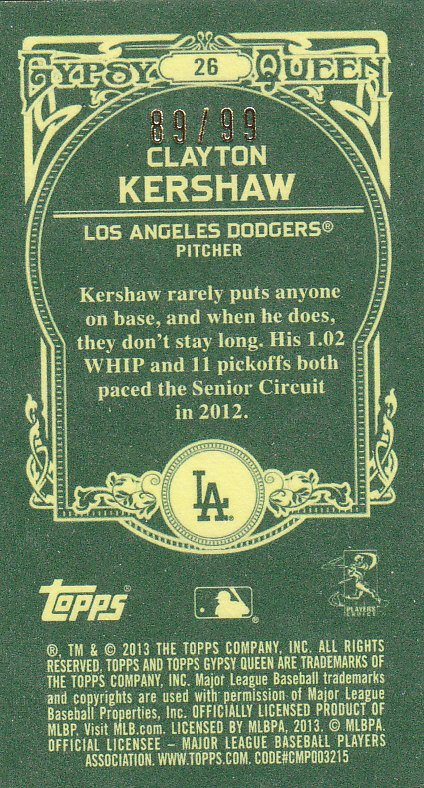 GYPSY 26 QUEEN
89/99
CLAYTON
KERSHAW
LOS ANGELES DODGERS®
PITCHER
Kershaw rarely puts anyone
on base, and when he does,
they don't stay long. His 1.02
WHIP and 11 pickoffs both
paced the Senior Circuit
in 2012.
LA®
topps®
PLAYERS
CHOICE
®, TM & © 2013 THE TOPPS COMPANY, INC. ALL RIGHTS
RESERVED, TOPPS AND TOPPS GYPSY QUEEN ARE TRADEMARKS OF
THE TOPPS COMPANY, INC. Major League Baseball trademarks
and copyrights are used with permission of Major League
Baseball Properties, Inc. OFFICIALLY LICENSED PRODUCT OF
MLBP. Visit MLB.com. LICENSED BY MLBPA, 2013. © MLBPA.
OFFICIAL LICENSEE – MAJOR LEAGUE BASEBALL PLAYERS
ASSOCIATION. WWW.TOPPS.COM. CODE#CMP003215